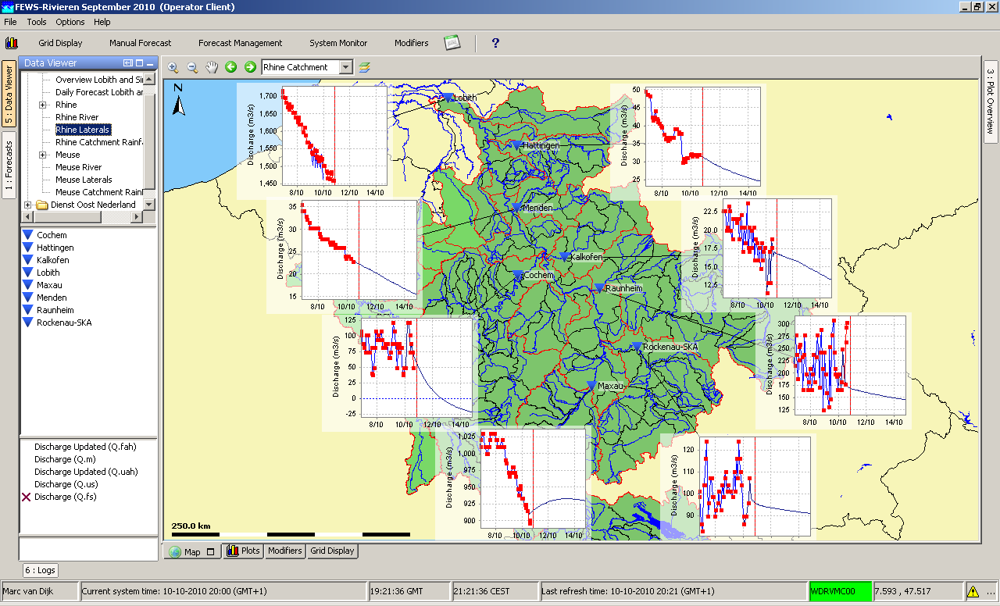 FEWS-Rivieren September 2010 (Operator Client)
File Tools Options Help
Grid Display Manual Forecast Forecast Management System Monitor Modifiers ?
Data Viewer
5 : Data Viewer
1 : Forecasts
3 : Plot Overview
Rhine Catchment
Overview Lobith and Si
Daily Forecast Lobith an
Rhine
Rhine River
Rhine Laterals
Rhine Catchment Rainf
Meuse River
Meuse Laterals
Meuse Catchment Rain
Dienst Oost Nederland
Cochem
Hattingen
Kalkofen
Lobith
Maxau
Menden
Raunheim
Rockenau-SKA
Discharge Updated (Q.fah)
Discharge (Q.m)
Discharge Updated (Q.uah)
Discharge (Q.us)
Discharge (Q.fs)
N
Discharge (m3/s)
1,700
1,650
1,600
1,550
1,500
1,450
8/10 10/10 12/10 14/10
Lobith
Discharge (m3/s)
50
45
40
35
30
25
8/10 10/10 12/10 14/10
Hattingen
Discharge (m3/s)
35
30
25
20
15
8/10 10/10 12/10 14/10
Menden
Discharge (m3/s)
22.5
20.0
17.5
15.0
12.5
8/10 10/10 12/10 14/10
Kalkofen
Cochem
Raunheim
Discharge (m3/s)
125
100
75
50
25
0
-25
8/10 10/10 12/10 14/10
Discharge (m3/s)
300
275
250
225
200
175
150
125
8/10 10/10 12/10 14/10
Rockenau-SKA
Maxau
Discharge (m3/s)
1,025
1,000
975
950
925
900
8/10 10/10 12/10 14/10
Discharge (m3/s)
120
110
100
90
250.0 km
Map Plots Modifiers Grid Display
6 : Logs
Marc van Dijk Current system time: 10-10-2010 20:00 (GMT+1) 19:21:36 GMT 21:21:36 CEST Last refresh time: 10-10-2010 20:21 (GMT+1) WDRVMC00 7.593 , 47.517 ...